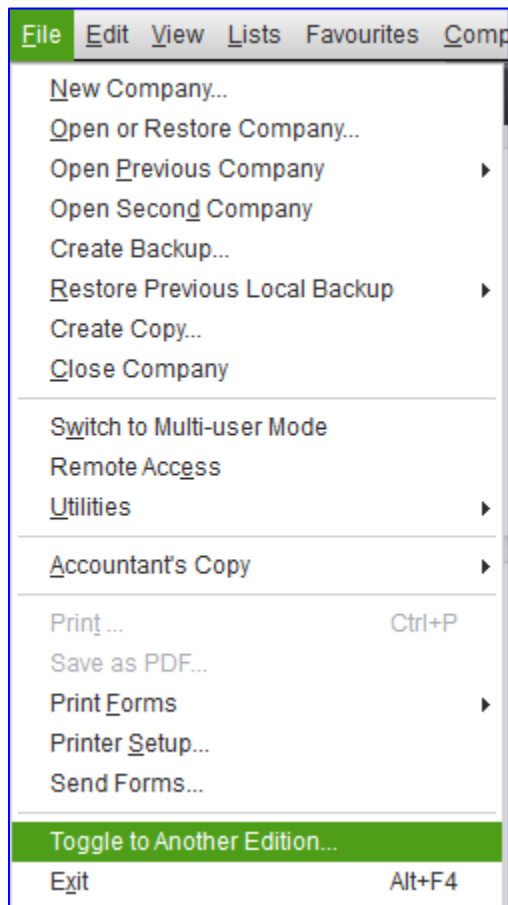 File Edit View Lists Favourites Comp
New Company...
Open or Restore Company...
Open Previous Company
Open Second Company
Create Backup...
Restore Previous Local Backup
Create Copy...
Close Company
Switch to Multi-user Mode
Remote Access
Utilities
Accountant's Copy
Print ... Ctrl+P
Save as PDF...
Print Forms
Printer Setup...
Send Forms...
Toggle to Another Edition...
Exit Alt+F4